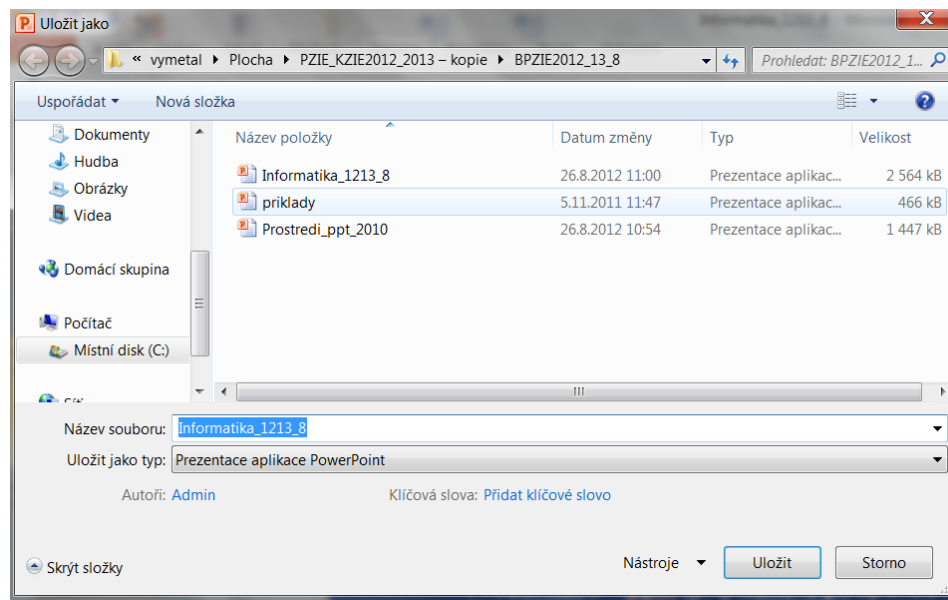 Uložit jako
« vymetal ▸ Plocha ▸ PZIE_KZIE2012_2013 – kopie ▸ BPZIE2012_13_8
Prohledat: BPZIE2012_1...
Uspořádat Nová složka
Název položky Datum změny Typ Velikost
Dokumenty
Hudba
Obrázky
Videa
Domácí skupina
Počítač
Místní disk (C:)
Informatika_1213_8 26.8.2012 11:00 Prezentace aplikac... 2 564 kB
priklady 5.11.2011 11:47 Prezentace aplikac... 466 kB
Prostredi_ppt_2010 26.8.2012 10:54 Prezentace aplikac... 1 447 kB
Název souboru: Informatika_1213_8
Uložit jako typ: Prezentace aplikace PowerPoint
Autoři: Admin Klíčová slova: Přidat klíčové slovo
Skrýt složky Nástroje Uložit Storno